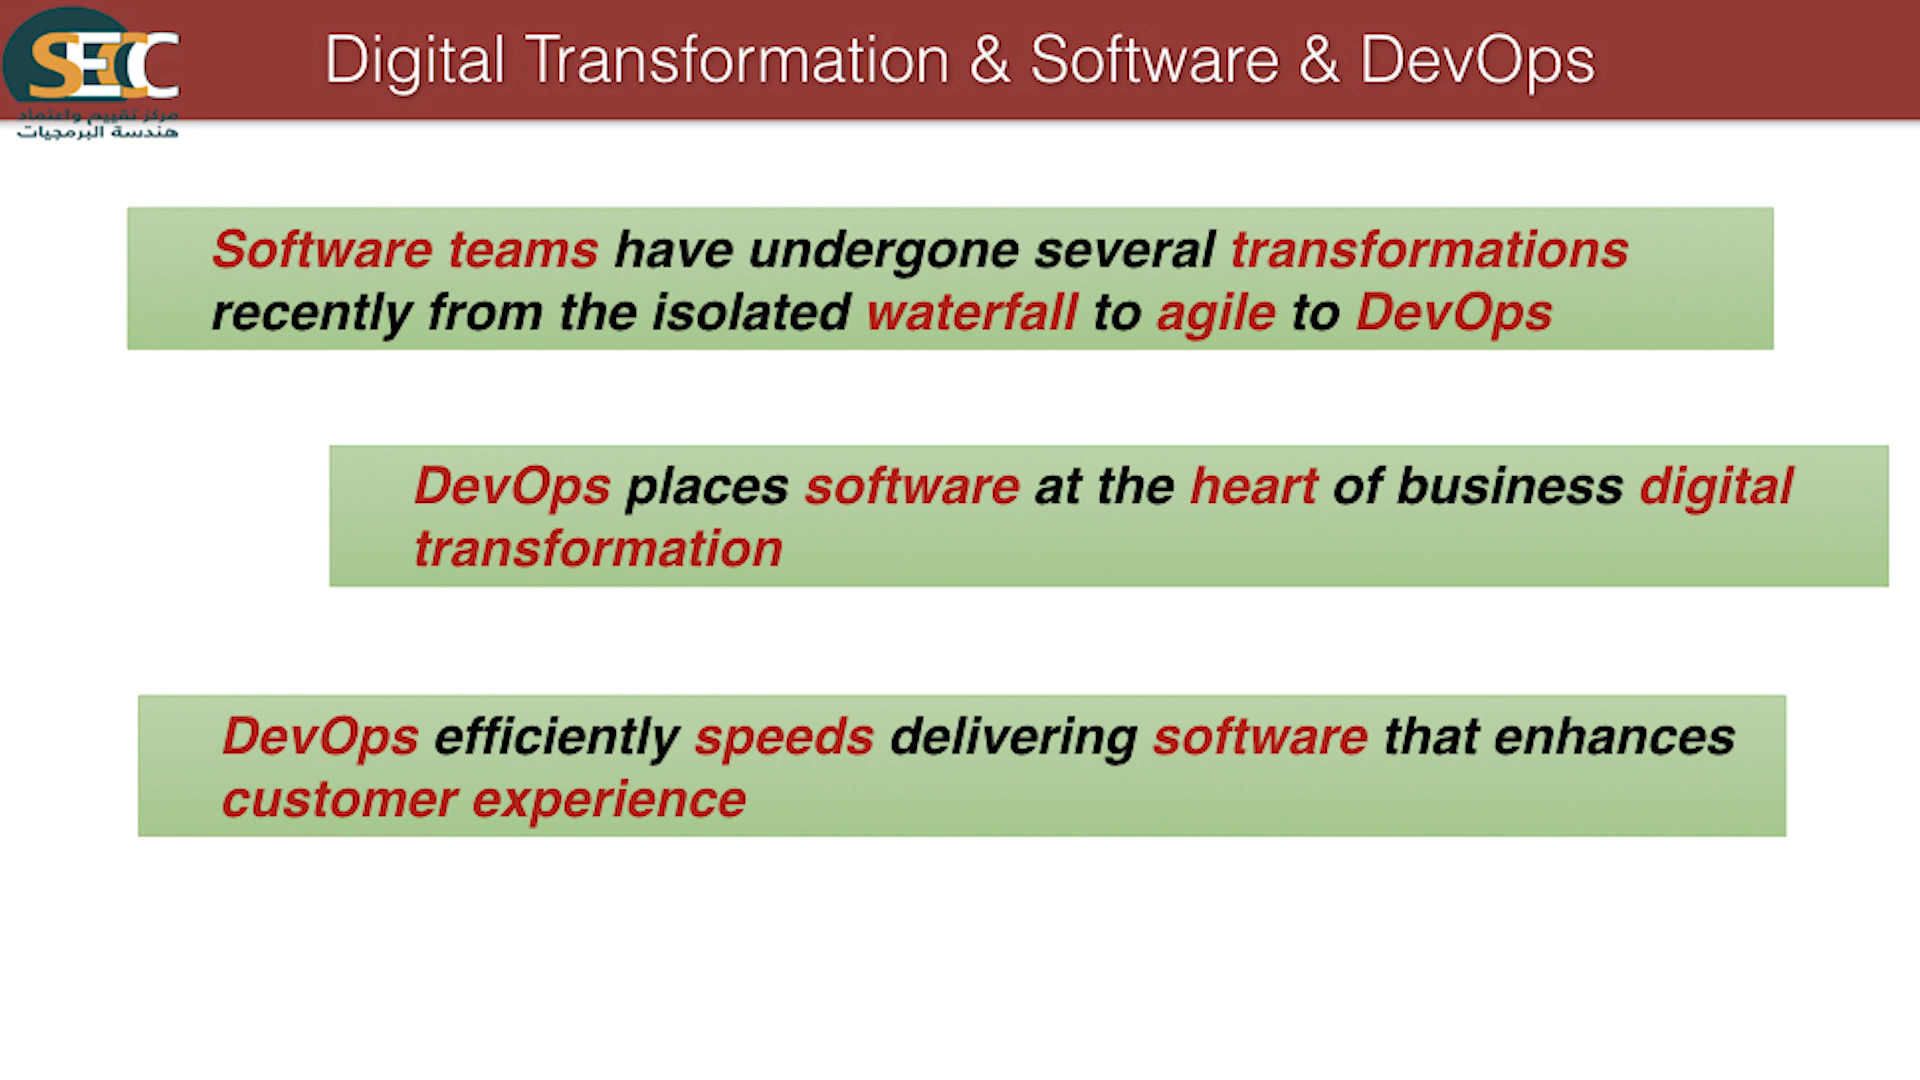 SECC
مركز تقييم واعتماد
هندسة البرمجيات
Digital Transformation & Software & DevOps
Software teams have undergone several transformations
recently from the isolated waterfall to agile to DevOps
DevOps places software at the heart of business digital
transformation
DevOps efficiently speeds delivering software that enhances
customer experience